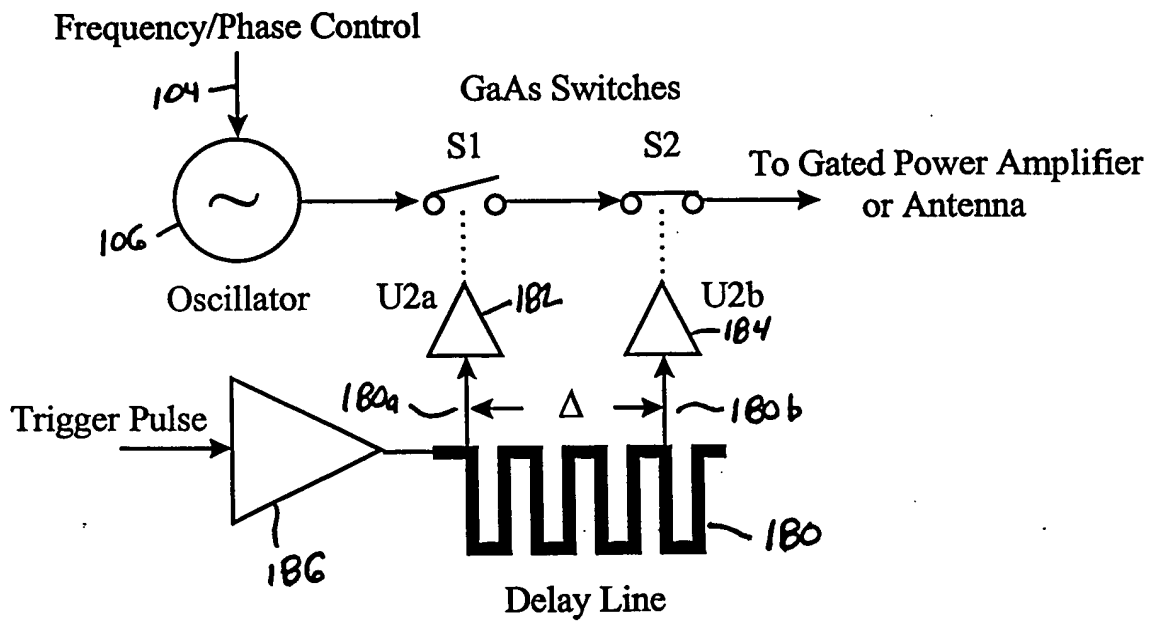 Frequency/Phase Control
104
GaAs Switches
S1
S2
To Gated Power Amplifier
or Antenna
~
106
Oscillator
U2a
182
U2b
184
180a
Δ
180b
Trigger Pulse
186
180
Delay Line